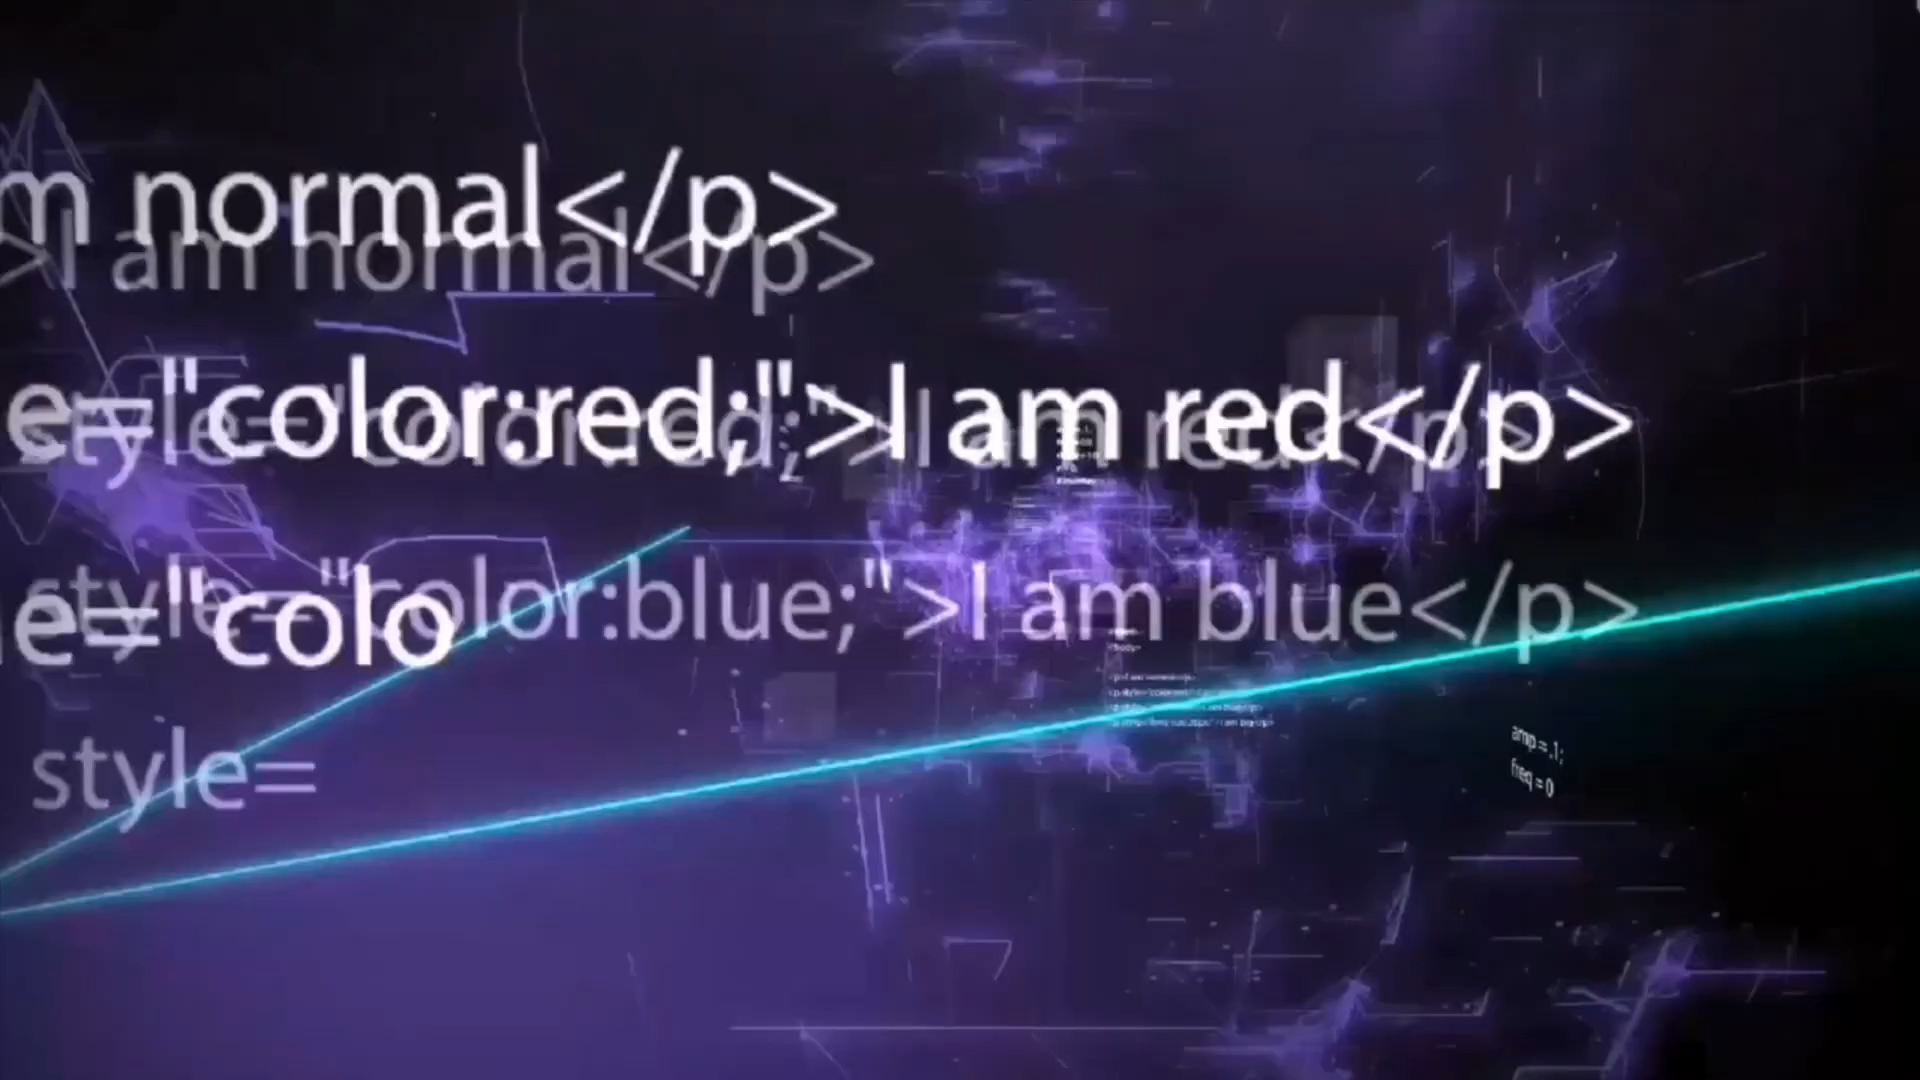 m normal</p>
>I am normal</p>
e="color:red;">I am red</p>
style="color:red;">I am red</p>
e="colo
style="color:blue;">I am blue</p>
style=
<body>
amp = .1;
freq = 0